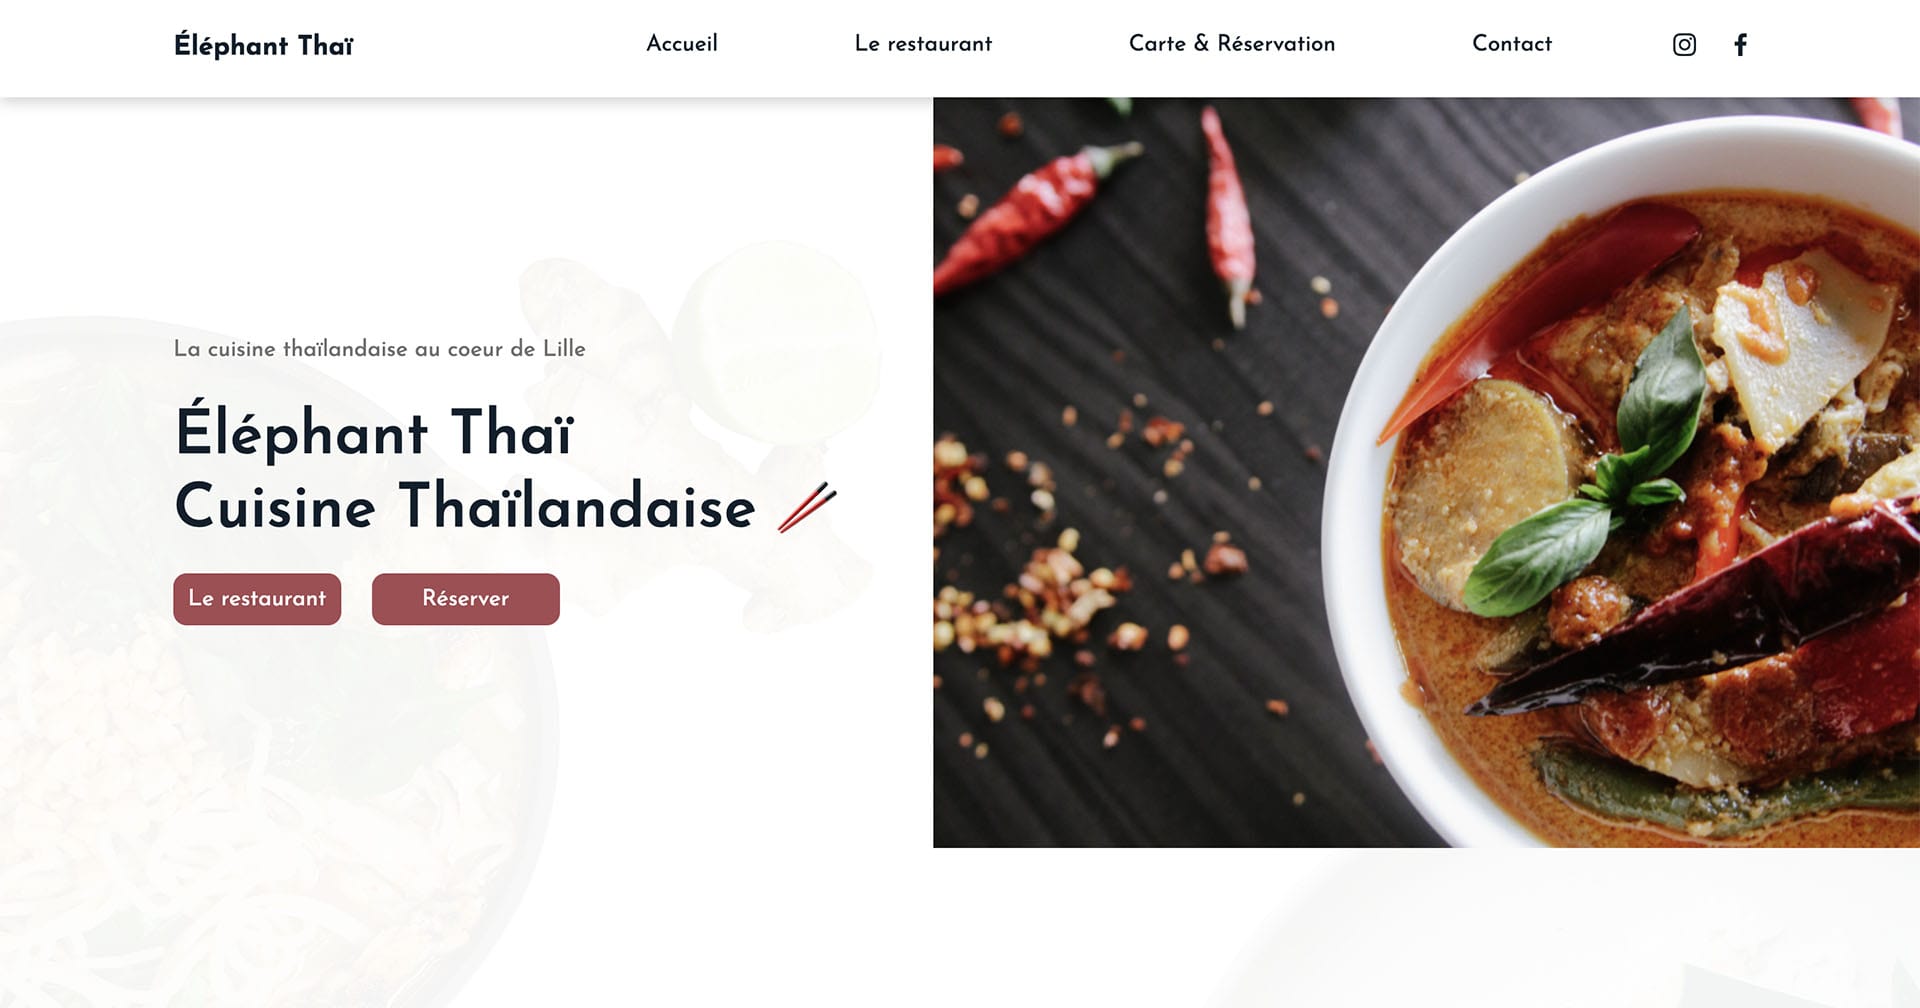 Éléphant Thaï
Accueil
Le restaurant
Carte & Réservation
Contact
La cuisine thaïlandaise au coeur de Lille
Éléphant Thaï
Cuisine Thaïlandaise
Le restaurant
Réserver